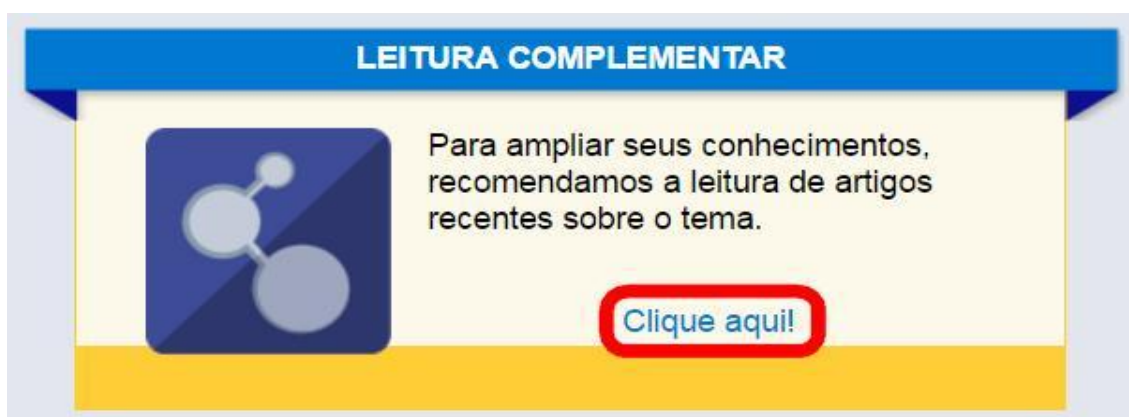 LEITURA COMPLEMENTAR
Para ampliar seus conhecimentos,
recomendamos a leitura de artigos
recentes sobre o tema.
Clique aqui!